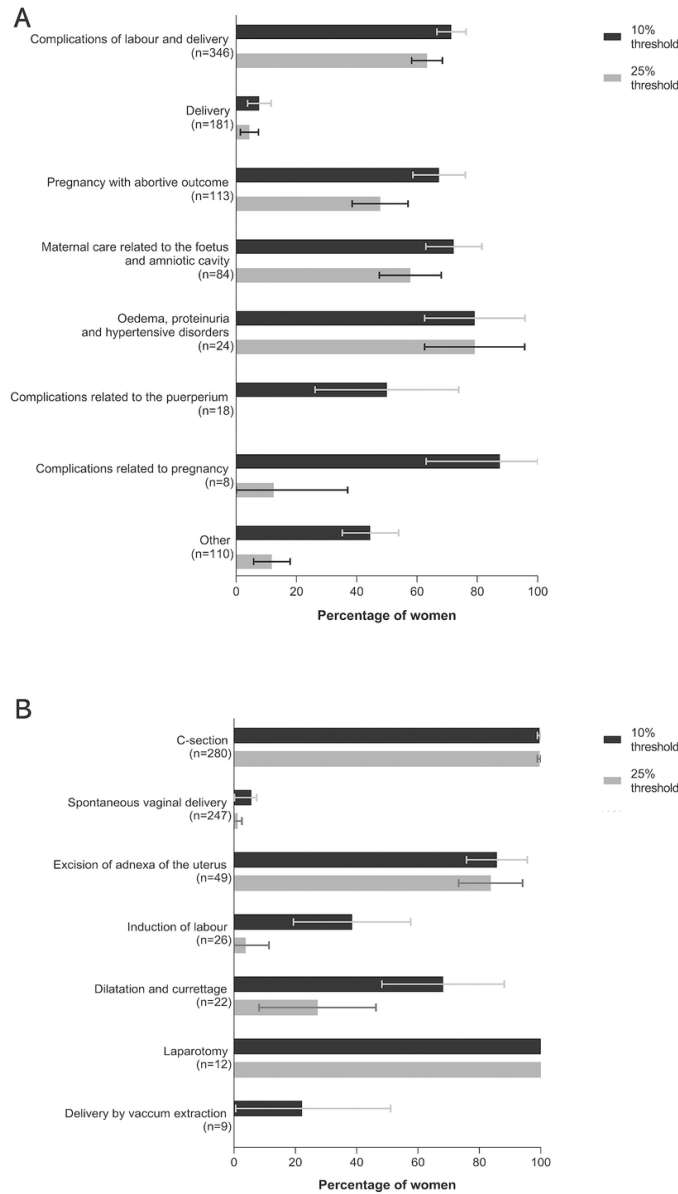 A
Complications of labour and delivery
(n=346)
Delivery
(n=181)
Pregnancy with abortive outcome
(n=113)
Maternal care related to the foetus
and amniotic cavity
(n=84)
Oedema, proteinuria
and hypertensive disorders
(n=24)
Complications related to the puerperium
(n=18)
Complications related to pregnancy
(n=8)
Other
(n=110)
0 20 40 60 80 100
Percentage of women
10%
threshold
25%
threshold
B
C-section
(n=280)
Spontaneous vaginal delivery
(n=247)
Excision of adnexa of the uterus
(n=49)
Induction of labour
(n=26)
Dilatation and currettage
(n=22)
Laparotomy
(n=12)
Delivery by vaccum extraction
(n=9)
0 20 40 60 80 100
Percentage of women
10%
threshold
25%
threshold